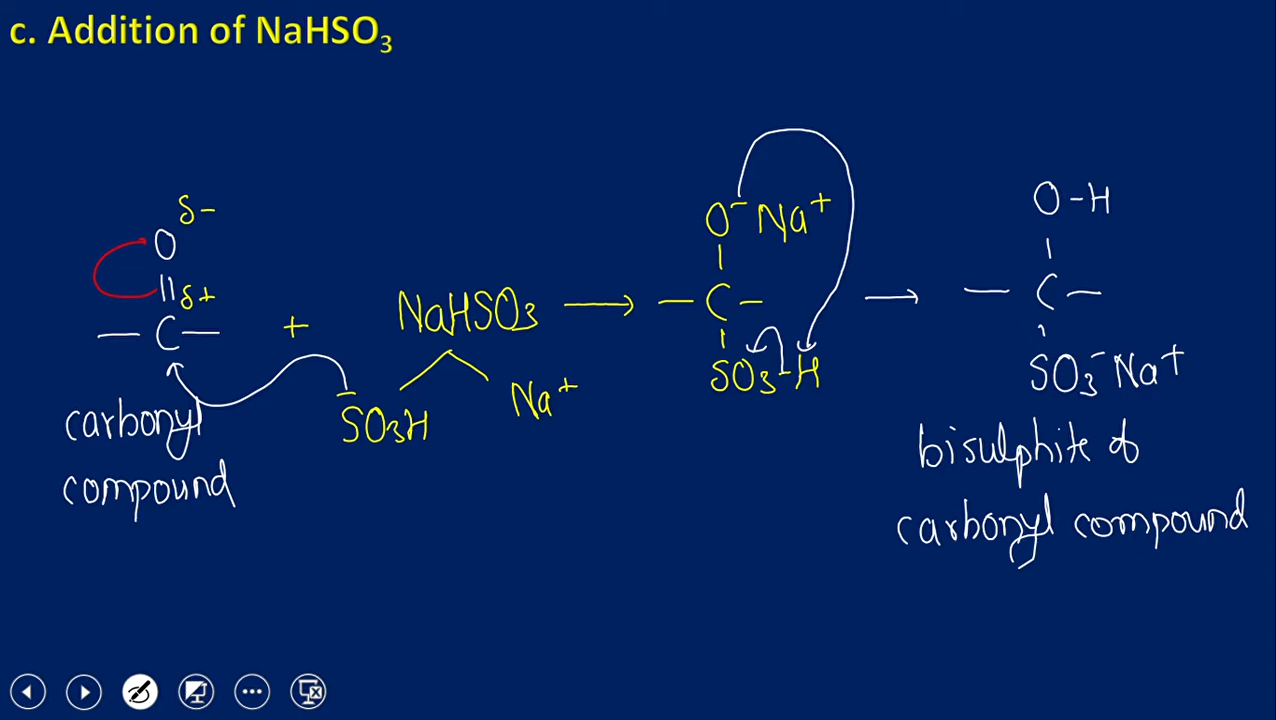 c. Addition of NaHSO₃
δ−
O
||
δ+
—C—
carbonyl
compound
+
NaHSO₃
⁻SO₃H
Na⁺
→
O⁻Na⁺
|
—C—
|
SO₃-H
→
O-H
|
—C—
|
SO₃⁻Na⁺
bisulphite of
carbonyl compound